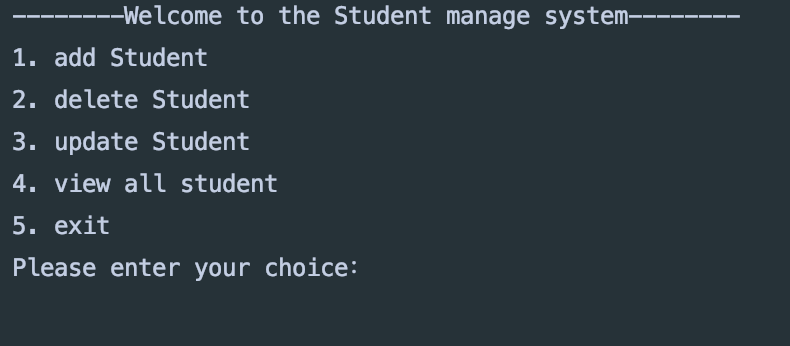 --------Welcome to the Student manage system--------
1. add Student
2. delete Student
3. update Student
4. view all student
5. exit
Please enter your choice: